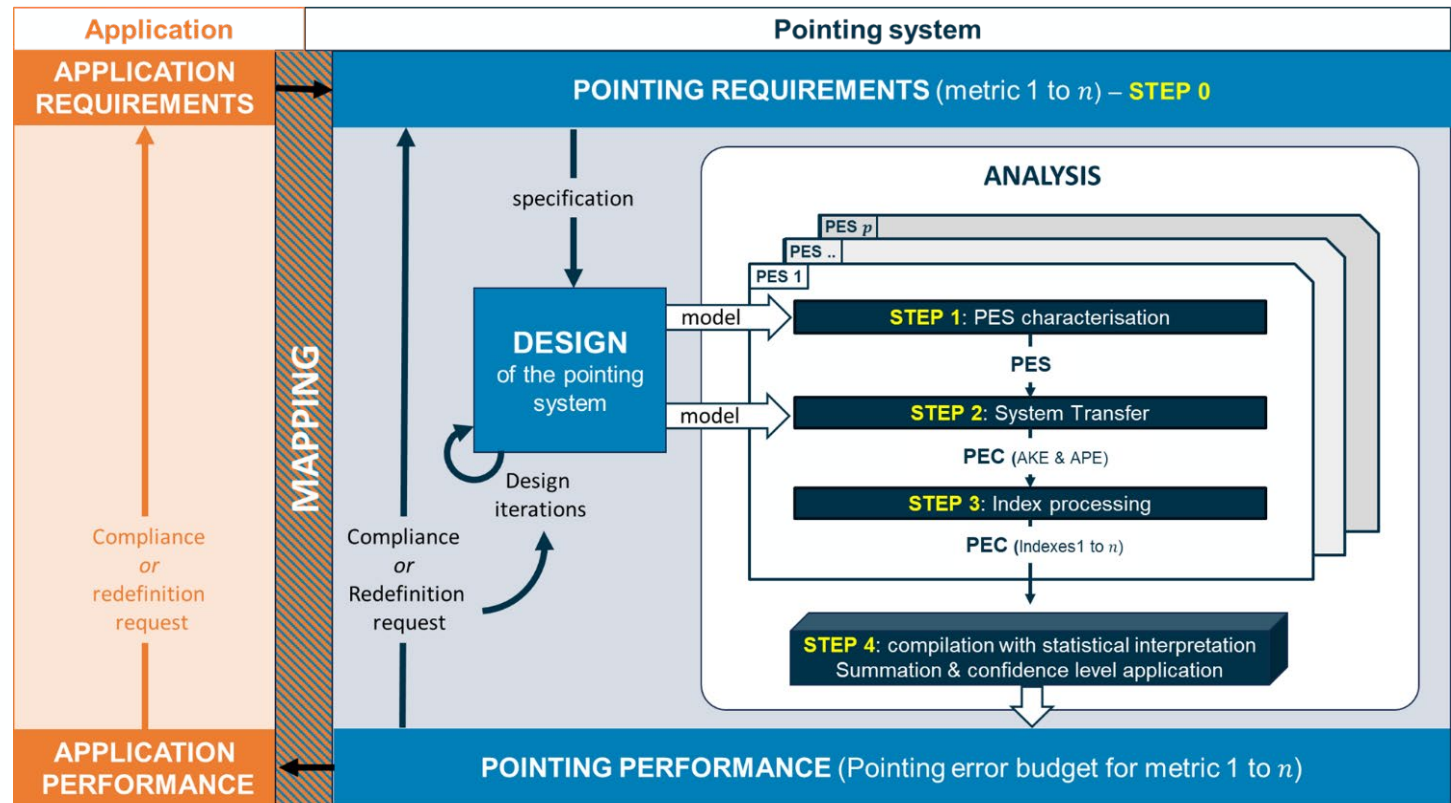 Application
Pointing system
APPLICATION
REQUIREMENTS
POINTING REQUIREMENTS (metric 1 to n) – STEP 0
MAPPING
specification
ANALYSIS
PES p
PES ..
PES 1
DESIGN
of the pointing
system
model
STEP 1: PES characterisation
PES
model
STEP 2: System Transfer
PEC (AKE & APE)
STEP 3: Index processing
PEC (Indexes1 to n)
Design
iterations
Compliance
or
redefinition
request
Compliance
or
Redefinition
request
STEP 4: compilation with statistical interpretation
Summation & confidence level application
APPLICATION
PERFORMANCE
POINTING PERFORMANCE (Pointing error budget for metric 1 to n)